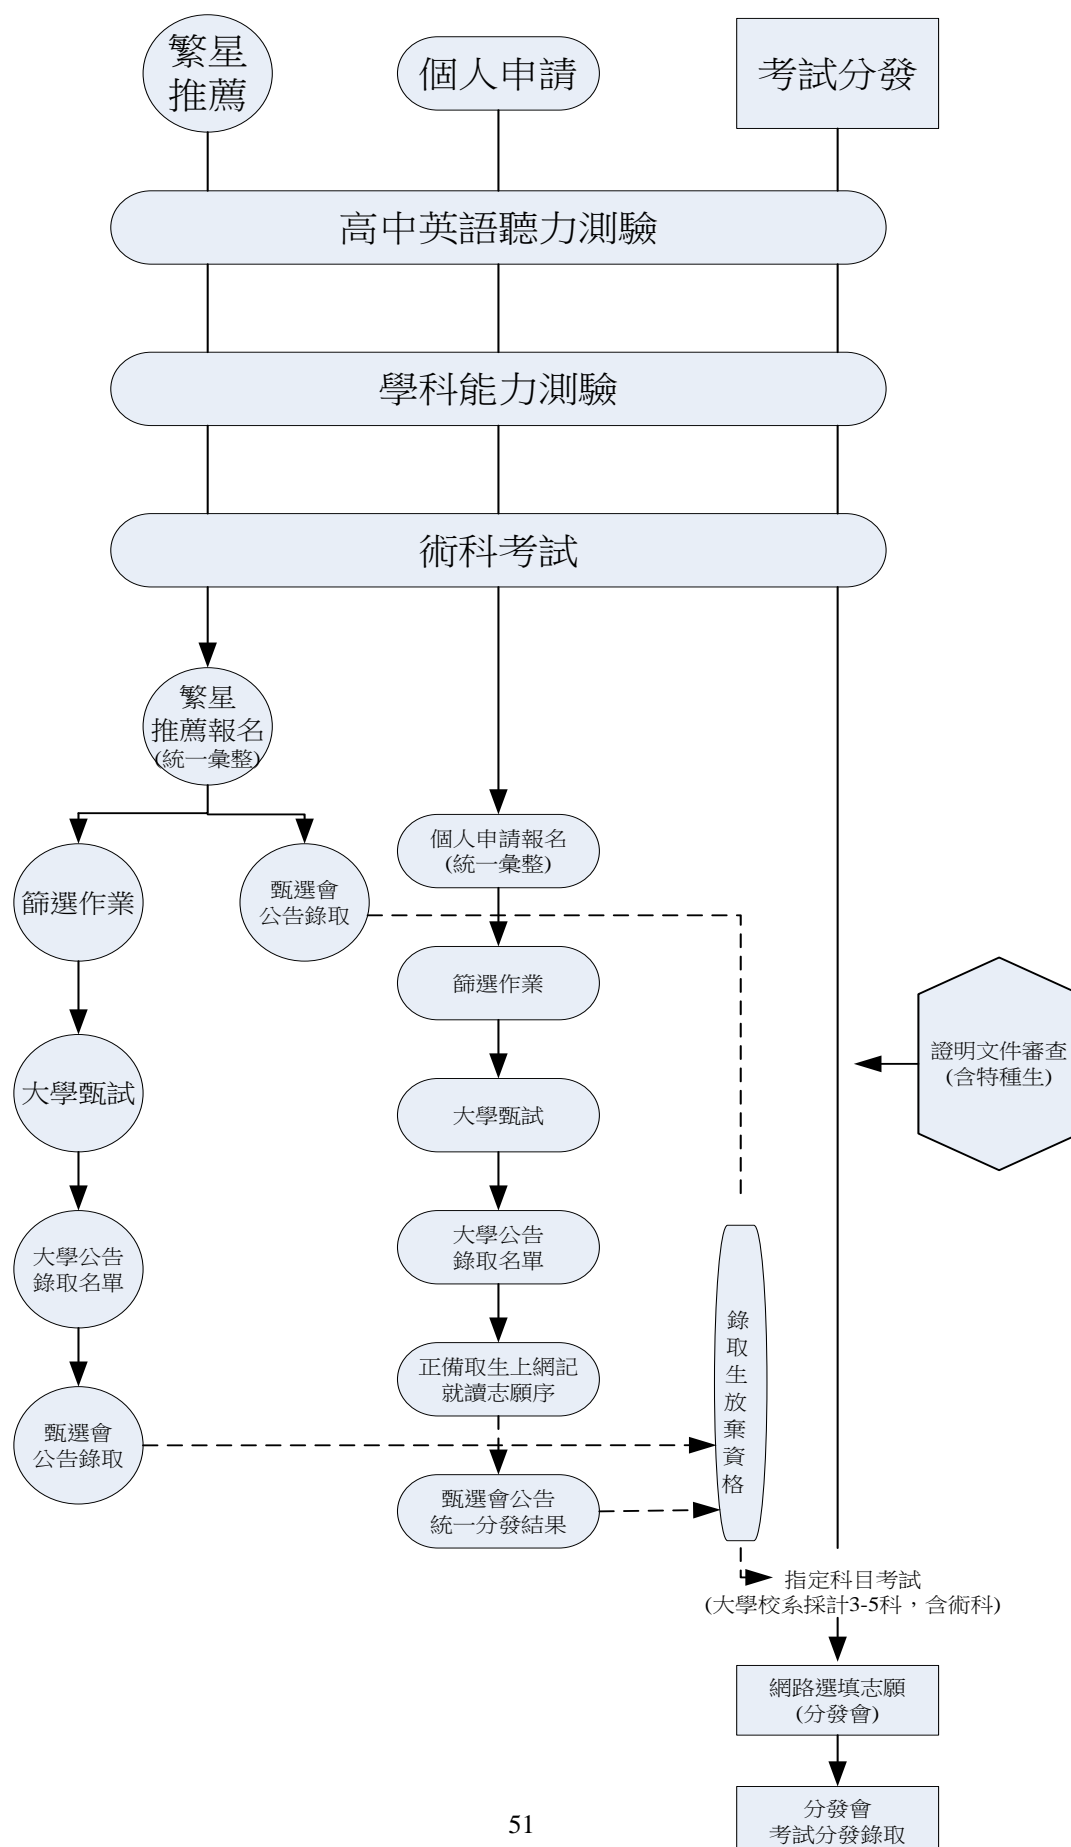 繁星
推薦
個人申請
考試分發
高中英語聽力測驗
學科能力測驗
術科考試
繁星
推薦報名
(統一彙整)
個人申請報名
(統一彙整)
篩選作業
甄選會
公告錄取
篩選作業
證明文件審查
(含特種生)
大學甄試
大學甄試
大學公告
錄取名單
大學公告
錄取名單
錄取生放棄資格
正備取生上網記
就讀志願序
甄選會
公告錄取
甄選會公告
統一分發結果
指定科目考試
(大學校系採計3-5科，含術科)
網路選填志願
(分發會)
分發會
考試分發錄取
51